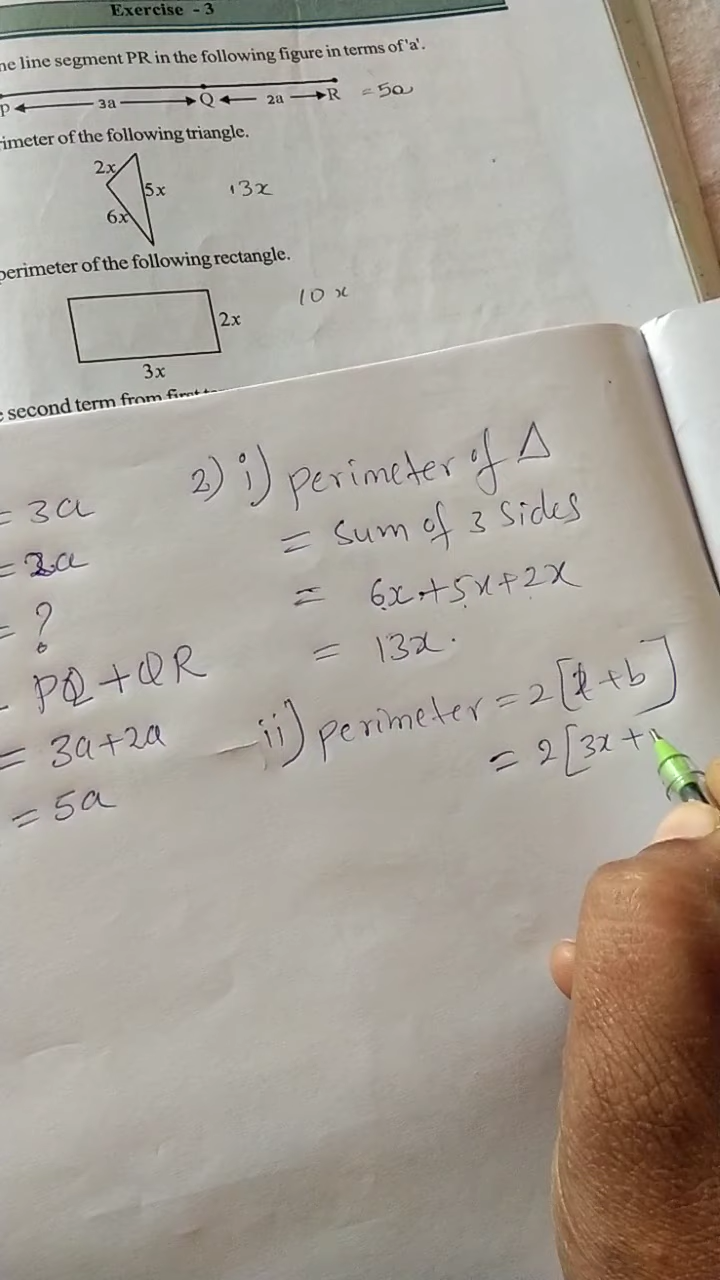 Exercise - 3
line segment PR in the following figure in terms of 'a'.
P 3a Q 2a R = 5a
of the following triangle.
2x
5x
6x
13x
perimeter of the following rectangle.
10x
2x
3x
second term from first
= 3a
= 2a
= ?
PQ + QR
= 3a+2a
= 5a
2) i) perimeter of Δ
= sum of 3 sides
= 6x+5x+2x
= 13x.
ii) perimeter = 2[l+b]
= 2[3x+